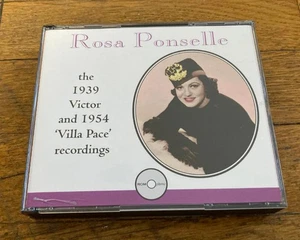 Rosa Ponselle
the
1939
Victor
and 1954
'Villa Pace'
recordings